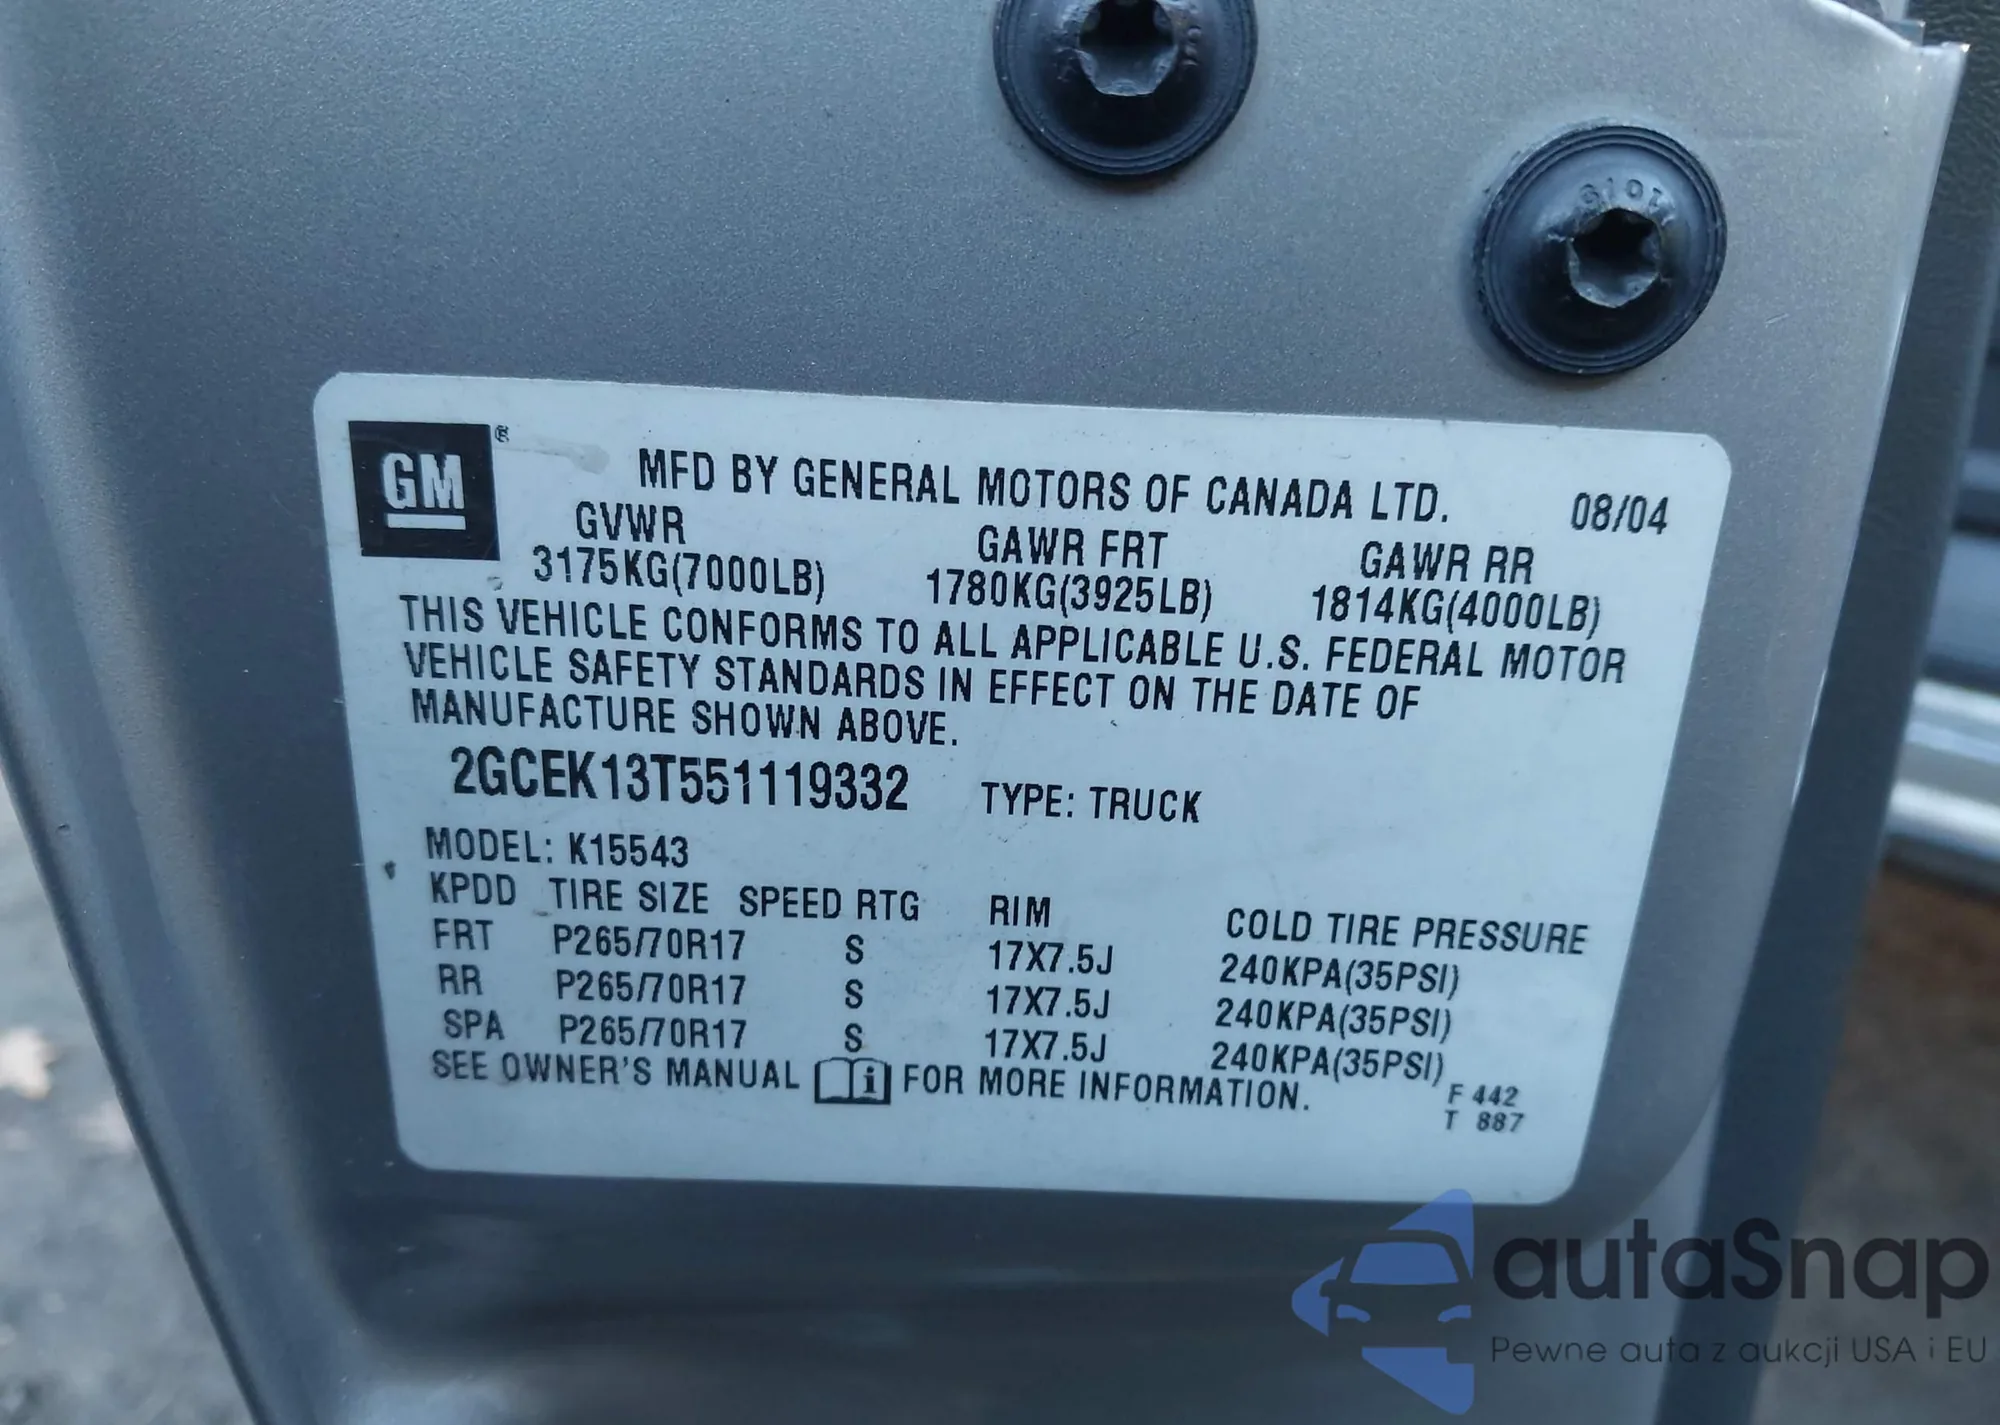 GM ®
MFD BY GENERAL MOTORS OF CANADA LTD. 08/04
GVWR GAWR FRT GAWR RR
3175KG(7000LB) 1780KG(3925LB) 1814KG(4000LB)
THIS VEHICLE CONFORMS TO ALL APPLICABLE U.S. FEDERAL MOTOR
VEHICLE SAFETY STANDARDS IN EFFECT ON THE DATE OF
MANUFACTURE SHOWN ABOVE.
2GCEK13T551119332 TYPE: TRUCK
MODEL: K15543
KPDD TIRE SIZE SPEED RTG RIM COLD TIRE PRESSURE
FRT P265/70R17 S 17X7.5J 240KPA(35PSI)
RR P265/70R17 S 17X7.5J 240KPA(35PSI)
SPA P265/70R17 S 17X7.5J 240KPA(35PSI)
SEE OWNER'S MANUAL i FOR MORE INFORMATION.
F 442
T 887
autaSnap
Pewne auta z aukcji USA i EU